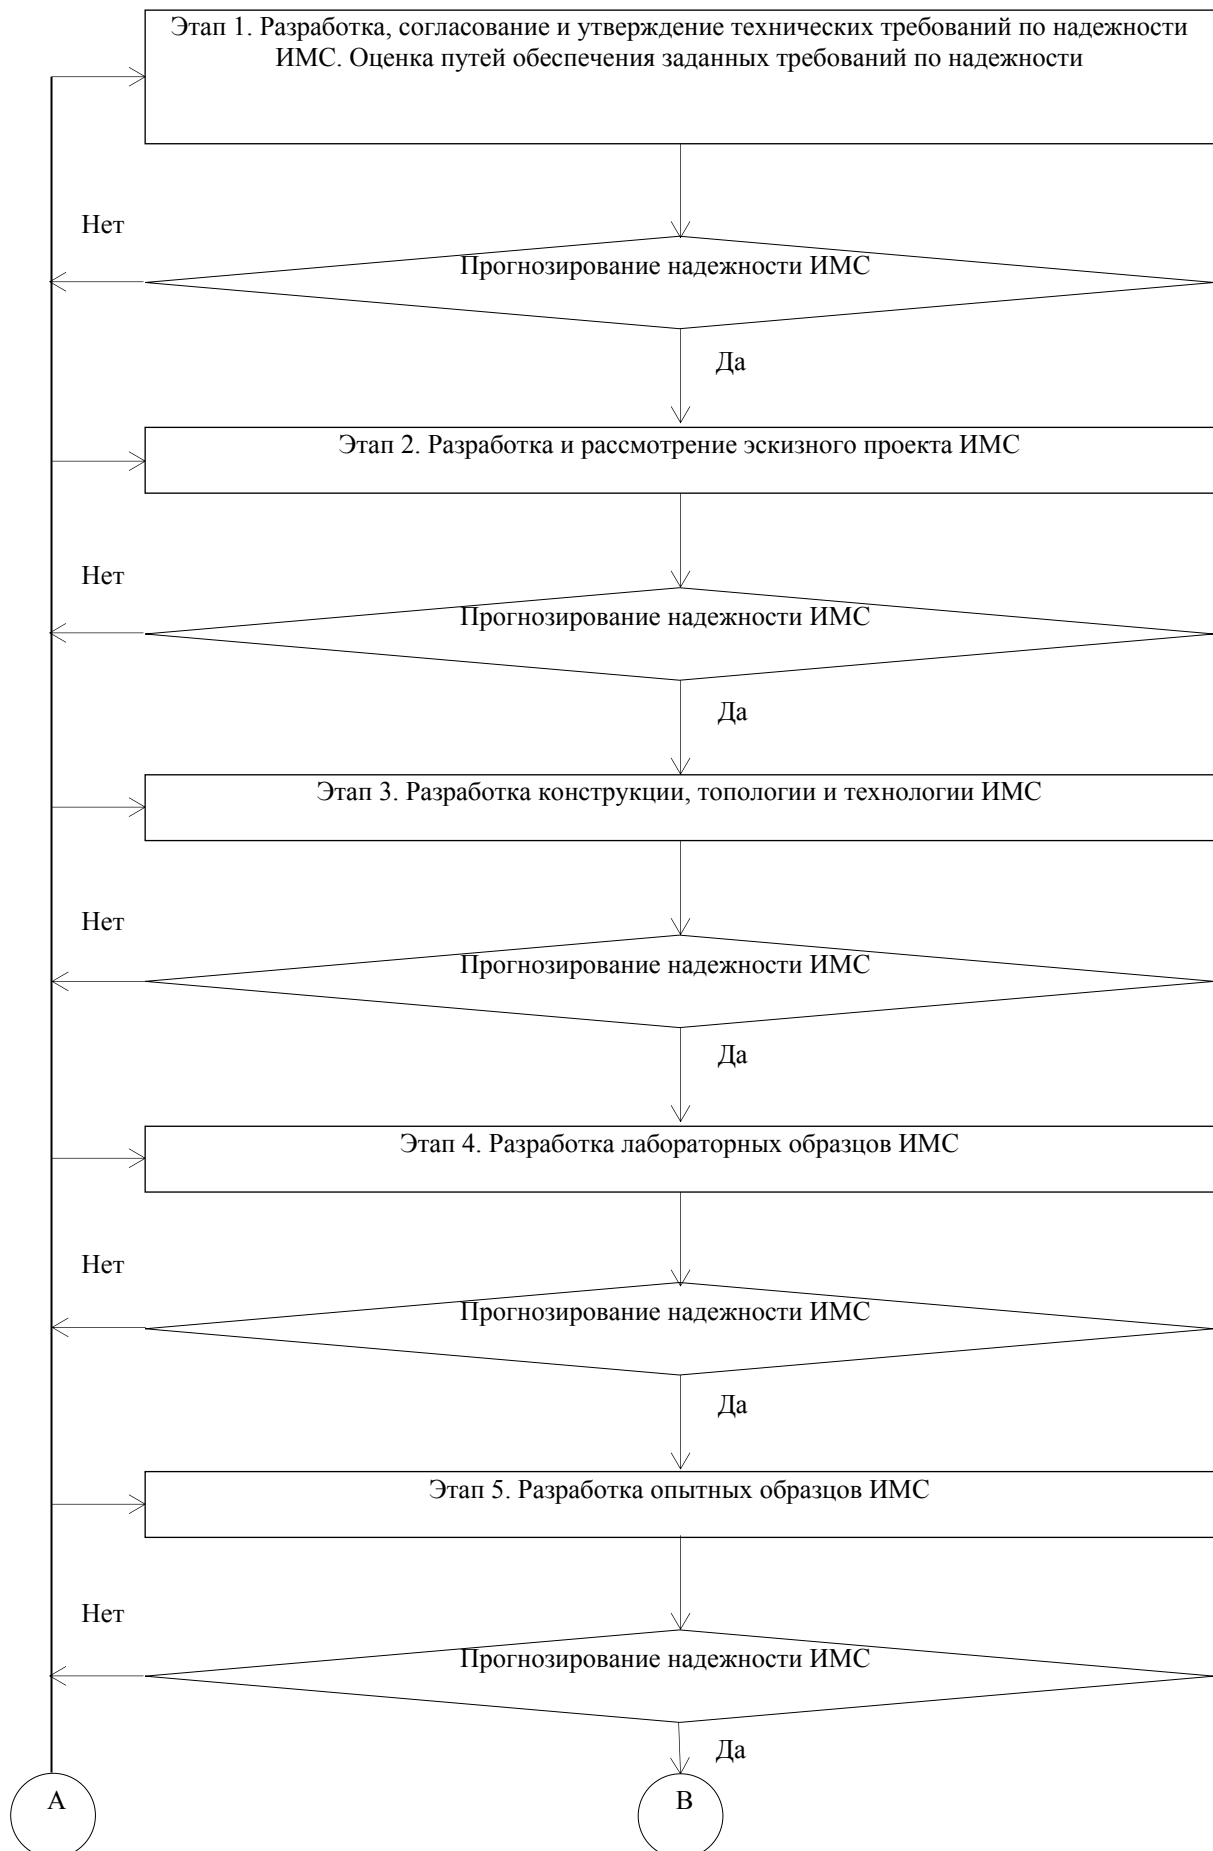 Этап 1. Разработка, согласование и утверждение технических требований по надежности
ИМС. Оценка путей обеспечения заданных требований по надежности
Нет
Прогнозирование надежности ИМС
Да
Этап 2. Разработка и рассмотрение эскизного проекта ИМС
Нет
Прогнозирование надежности ИМС
Да
Этап 3. Разработка конструкции, топологии и технологии ИМС
Нет
Прогнозирование надежности ИМС
Да
Этап 4. Разработка лабораторных образцов ИМС
Нет
Прогнозирование надежности ИМС
Да
Этап 5. Разработка опытных образцов ИМС
Нет
Прогнозирование надежности ИМС
Да
А
В